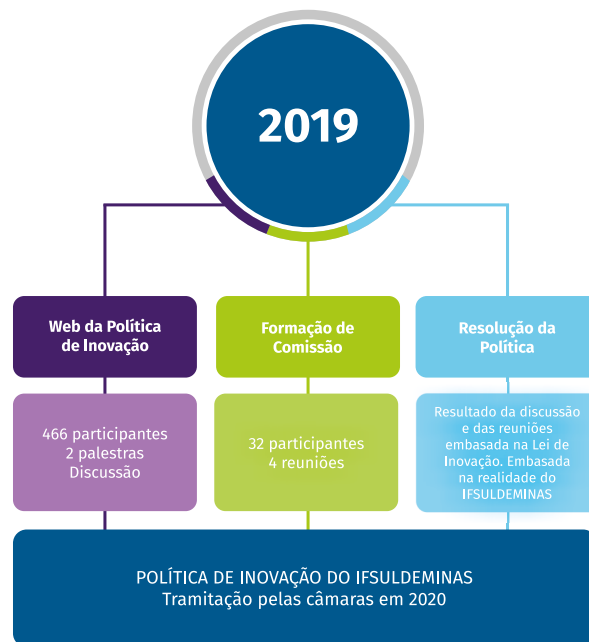 2019
Web da Política
de Inovação
466 participantes
2 palestras
Discussão
Formação de
Comissão
32 participantes
4 reuniões
Resolução da
Política
Resultado da discussão
e das reuniões
embasada na Lei de
Inovação. Embasada
na realidade do
IFSULDEMINAS
POLÍTICA DE INOVAÇÃO DO IFSULDEMINAS
Tramitação pelas câmaras em 2020